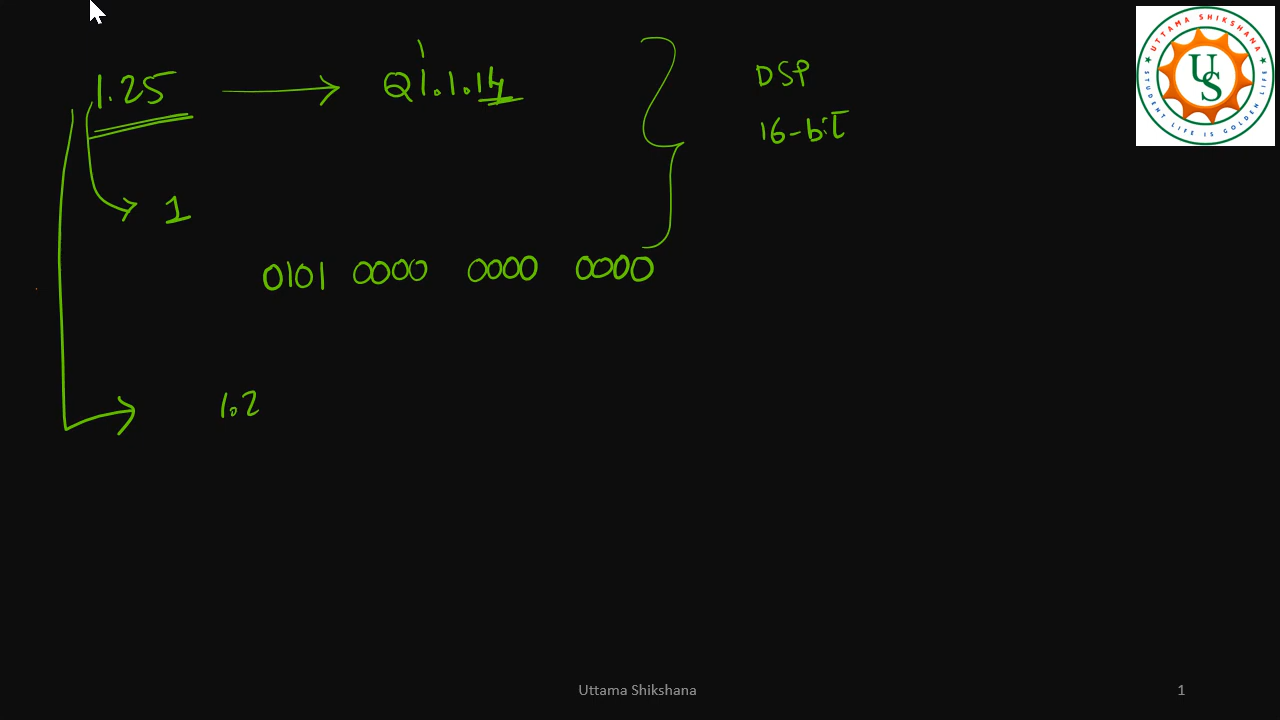 1.25 → Q1.1.14
DSP
16-bit
1
0101 0000 0000 0000
1.2
UTTAMA SHIKSHANA
US
STUDENT LIFE IS GOLDEN LIFE
Uttama Shikshana
1